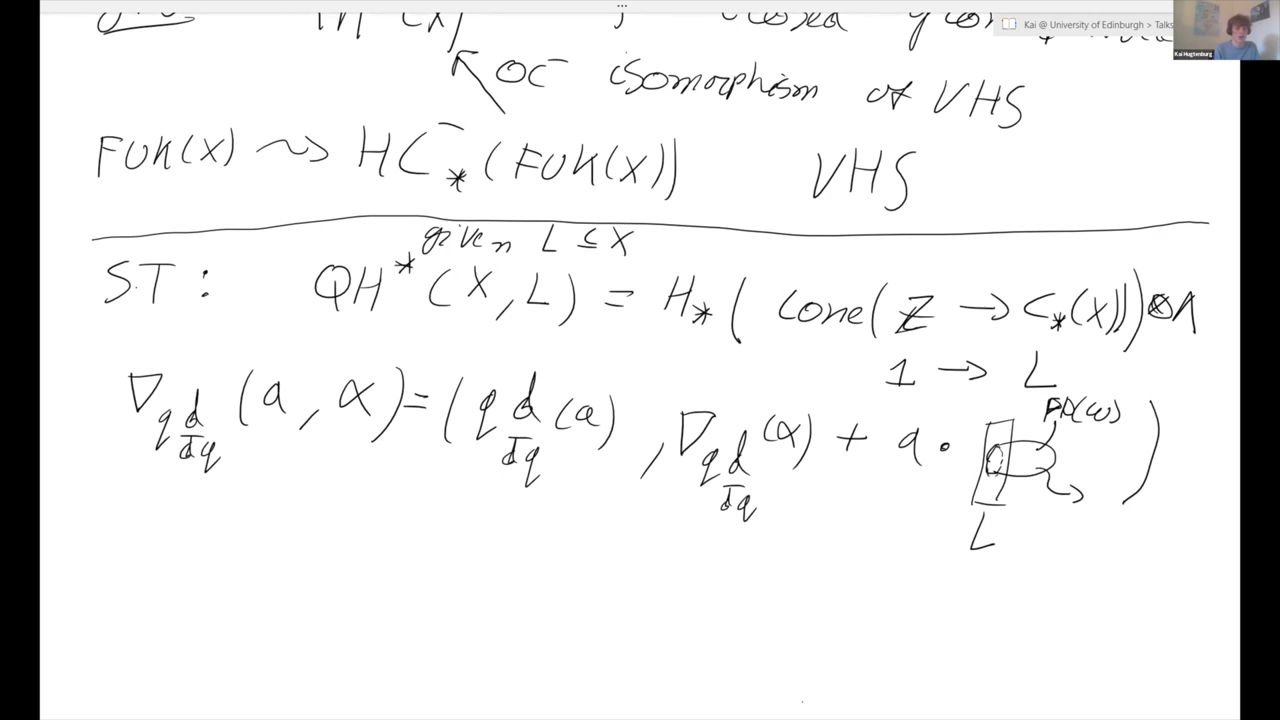 Kai @ University of Edinburgh > Talks
Kai Hugtenburg
OC⁻ isomorphism of VHS
FUK(X) ⇝ HC⁻_*(FUK(X)) VHS
given L ⊆ X
ST: QH^*(X, L) = H_*(Cone(Z → C_*(X))) ⊗ Λ
1 → L
∇_{q d/dq}(a, α) = (q d/dq (a), ∇_{q d/dq}(α) + a · PD(ω) )
L